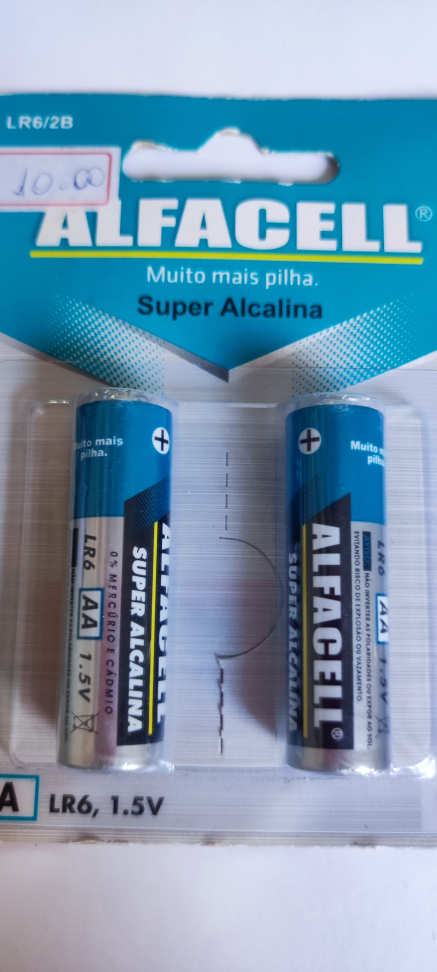 LR6/2B
10.00
ALFACELL®
Muito mais pilha.
Super Alcalina
Muito mais
pilha.
LR6 AA 1.5V
0% MERCÚRIO E CÁDMIO
SUPER ALCALINA
ALFACELL
Muito
LR6 AA 1.5V
NÃO INVERTER AS POLARIDADES OU EXPOR AO SOL,
EVITANDO RISCO DE EXPLOSÃO OU VAZAMENTO.
ALFACELL®
SUPER ALCALINA
A LR6, 1.5V